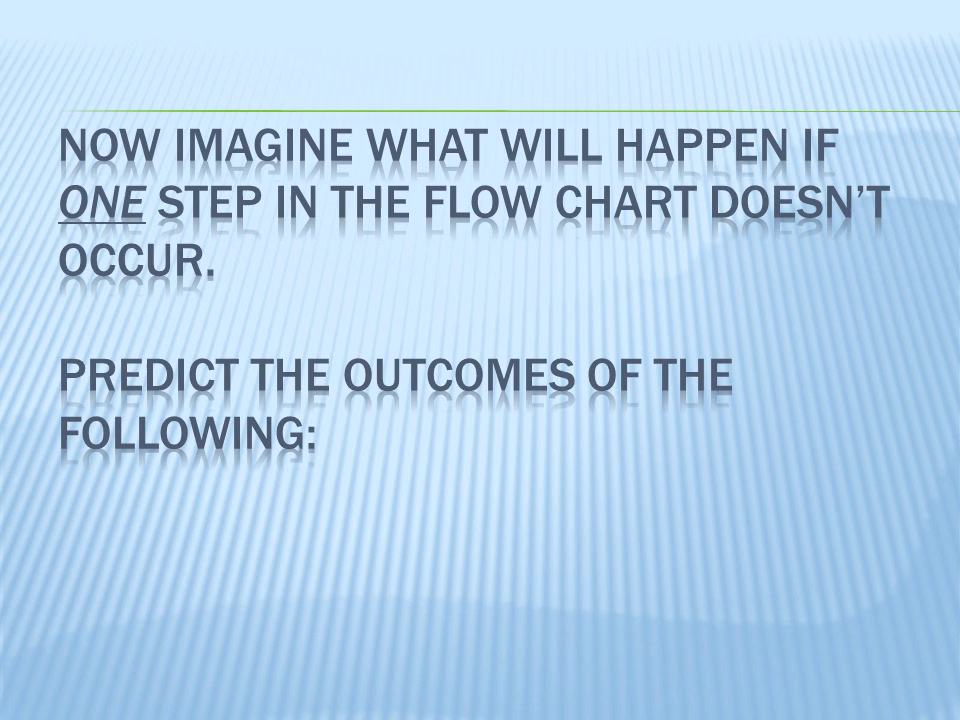 NOW IMAGINE WHAT WILL HAPPEN IF
ONE STEP IN THE FLOW CHART DOESN’T
OCCUR.
PREDICT THE OUTCOMES OF THE
FOLLOWING: